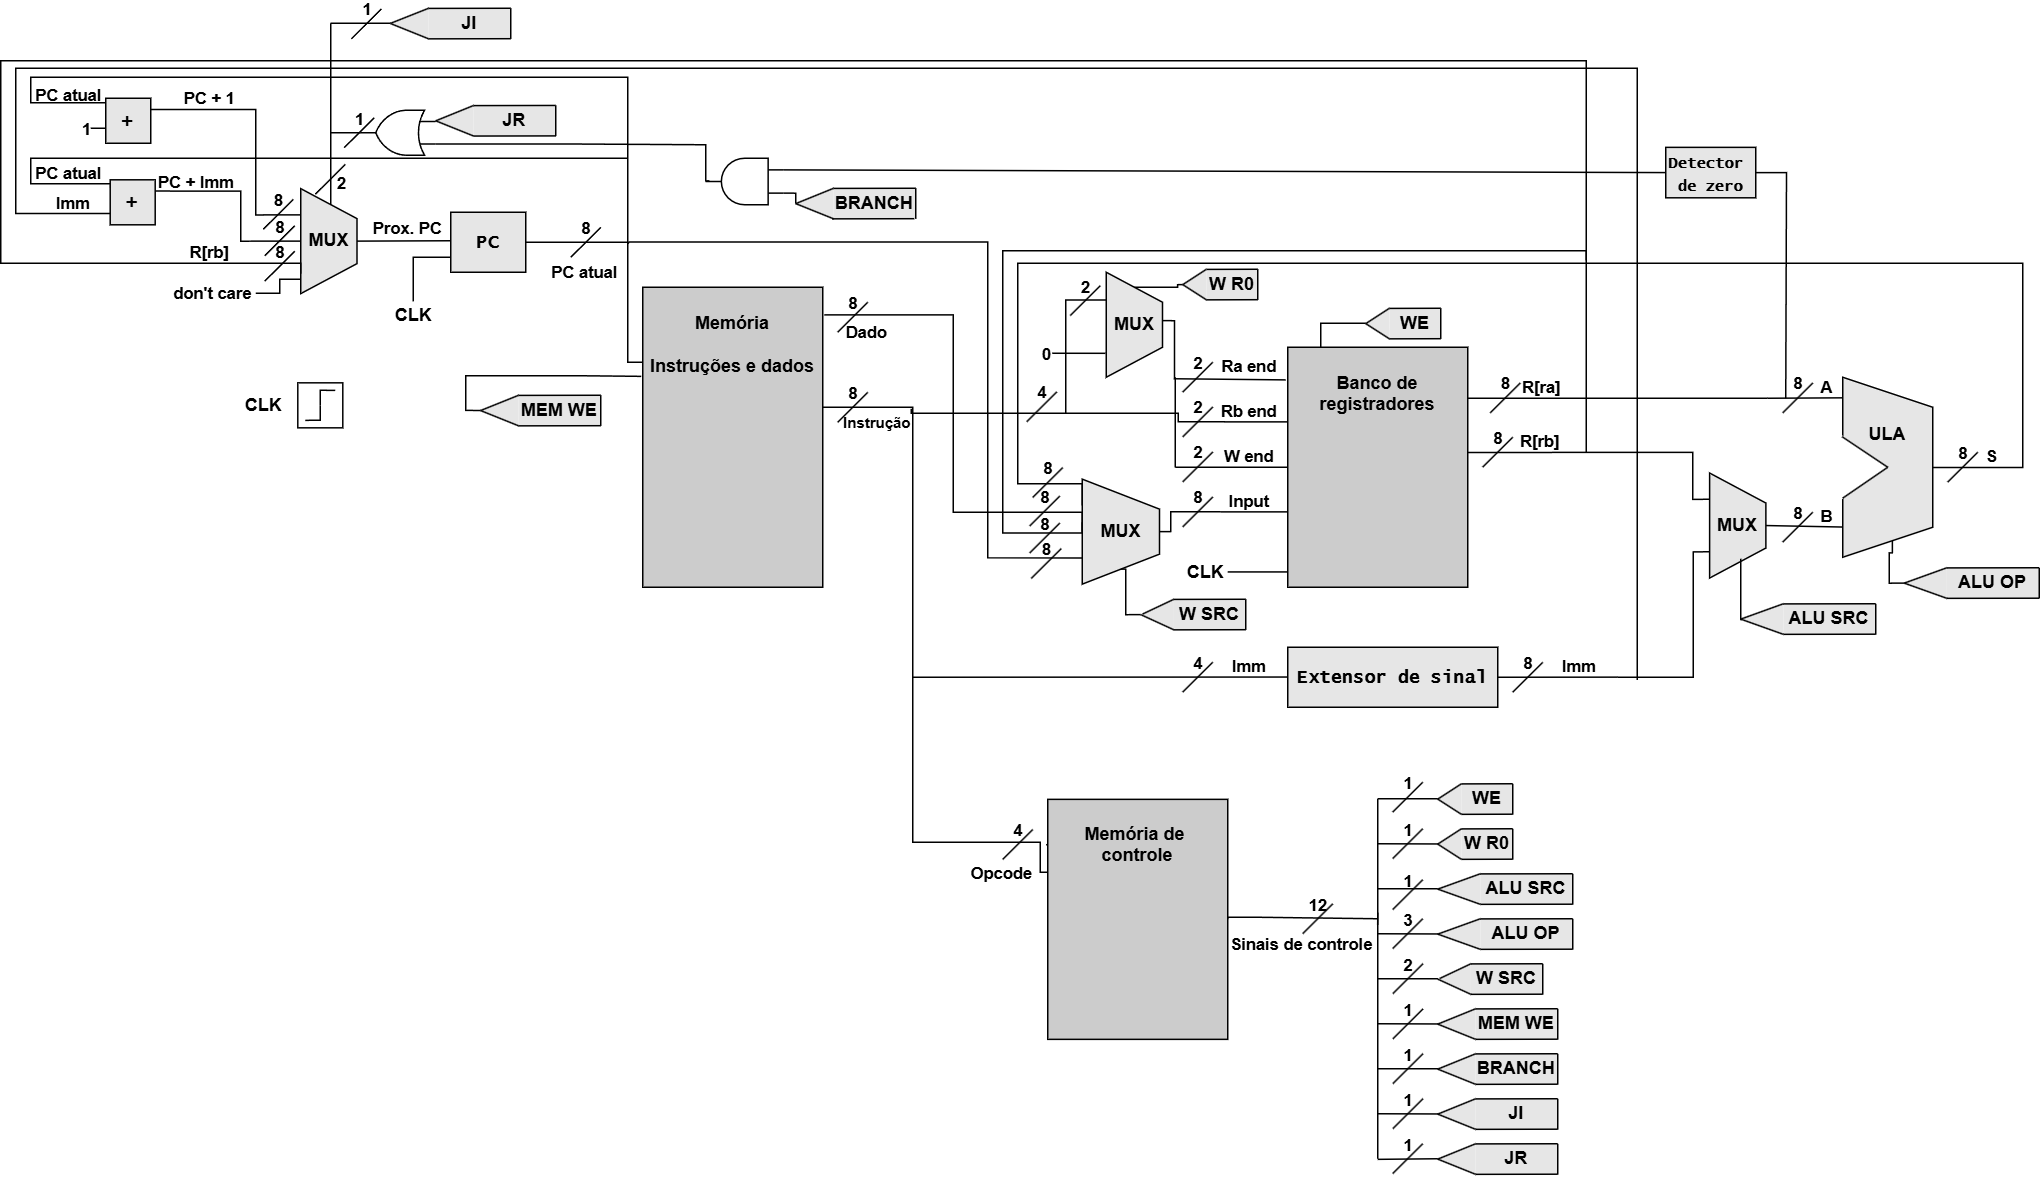 1
JI
PC atual
PC + 1
1
+
1
JR
PC atual
PC + Imm
Imm
+
2
8
8
8
R[rb]
don't care
MUX
Prox. PC
PC
CLK
8
PC atual
BRANCH
Detector
de zero
CLK
MEM WE
Memória
Instruções e dados
8
Dado
8
Instrução
2
0
MUX
W R0
4
WE
2
Ra end
2
Rb end
2
W end
8
Input
CLK
Banco de
registradores
8
8
8
8
MUX
W SRC
8
R[ra]
8
R[rb]
8
A
MUX
8
B
ULA
8
S
ALU OP
ALU SRC
4
Imm
Extensor de sinal
8
Imm
4
Opcode
Memória de
controle
12
Sinais de controle
1
WE
1
W R0
1
ALU SRC
3
ALU OP
2
W SRC
1
MEM WE
1
BRANCH
1
JI
1
JR